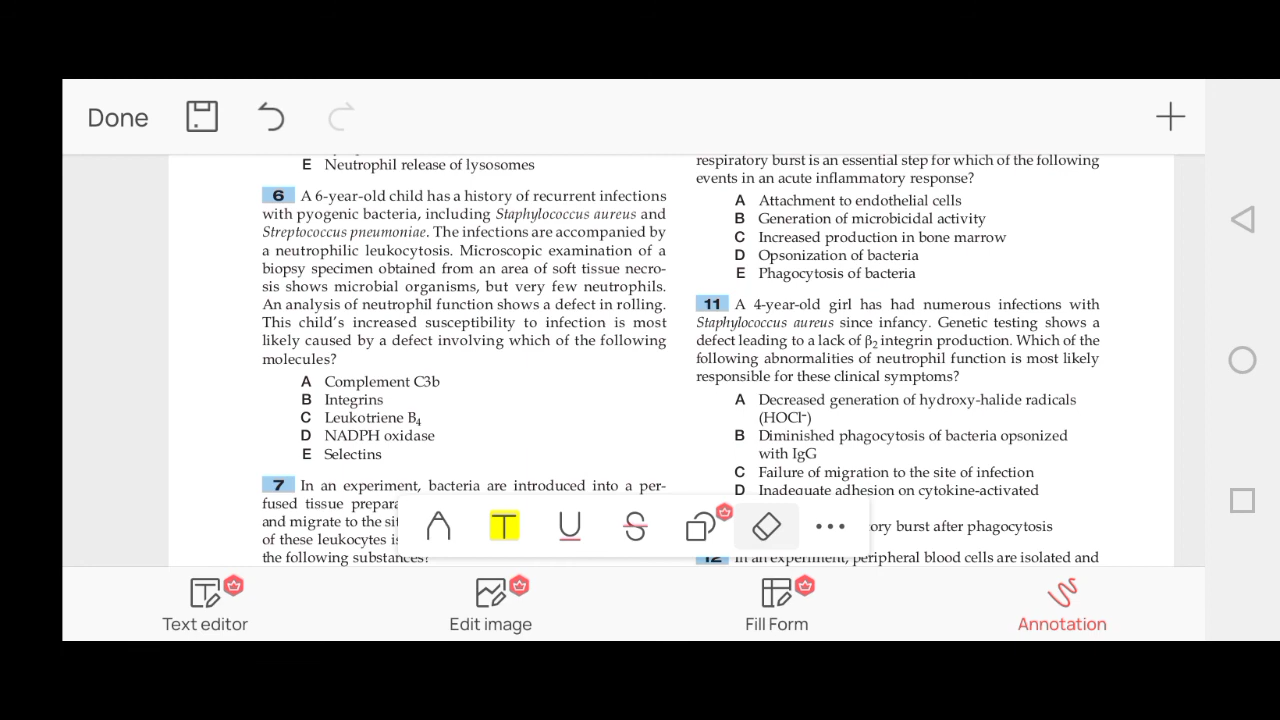 Done
E Neutrophil release of lysosomes
6 A 6-year-old child has a history of recurrent infections
with pyogenic bacteria, including Staphylococcus aureus and
Streptococcus pneumoniae. The infections are accompanied by
a neutrophilic leukocytosis. Microscopic examination of a
biopsy specimen obtained from an area of soft tissue necro-
sis shows microbial organisms, but very few neutrophils.
An analysis of neutrophil function shows a defect in rolling.
This child's increased susceptibility to infection is most
likely caused by a defect involving which of the following
molecules?
A Complement C3b
B Integrins
C Leukotriene B₄
D NADPH oxidase
E Selectins
7 In an experiment, bacteria are introduced into a per-
fused tissue prepara
and migrate to the sit
of these leukocytes is
the following substances?
respiratory burst is an essential step for which of the following
events in an acute inflammatory response?
A Attachment to endothelial cells
B Generation of microbicidal activity
C Increased production in bone marrow
D Opsonization of bacteria
E Phagocytosis of bacteria
11 A 4-year-old girl has had numerous infections with
Staphylococcus aureus since infancy. Genetic testing shows a
defect leading to a lack of β₂ integrin production. Which of the
following abnormalities of neutrophil function is most likely
responsible for these clinical symptoms?
A Decreased generation of hydroxy-halide radicals
(HOCl⁻)
B Diminished phagocytosis of bacteria opsonized
with IgG
C Failure of migration to the site of infection
D Inadequate adhesion on cytokine-activated
ory burst after phagocytosis
12 In an experiment, peripheral blood cells are isolated and
Text editor
Edit image
Fill Form
Annotation